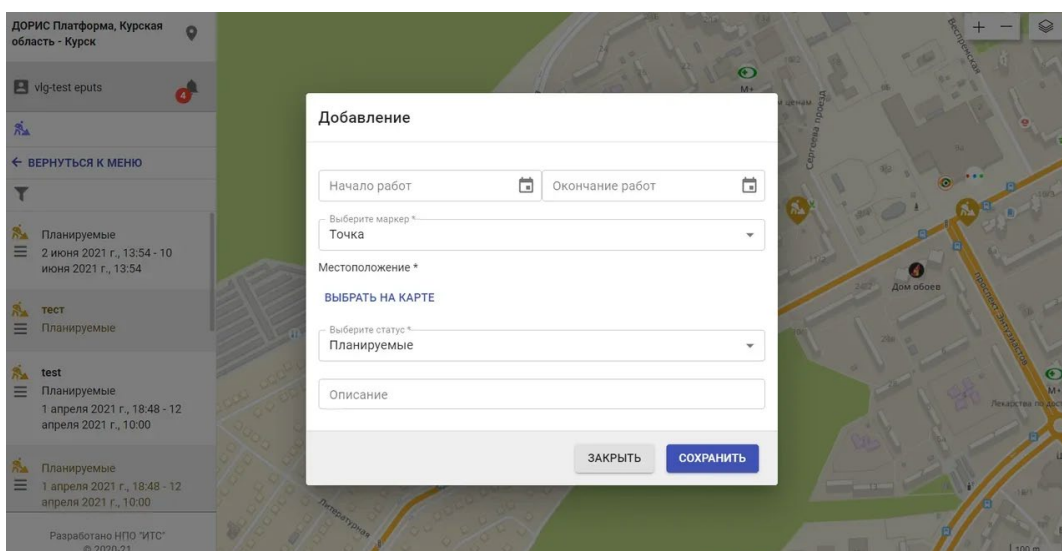 ДОРИС Платформа, Курская
область - Курск
vlg-test eputs
4
ВЕРНУТЬСЯ К МЕНЮ
Планируемые
2 июня 2021 г., 13:54 - 10
июня 2021 г., 13:54
тест
Планируемые
test
Планируемые
1 апреля 2021 г., 18:48 - 12
апреля 2021 г., 10:00
Планируемые
1 апреля 2021 г., 18:48 - 12
апреля 2021 г., 10:00
Разработано НПО "ИТС"
© 2020-21
Добавление
Начало работ
Окончание работ
Выберите маркер *
Точка
Местоположение *
ВЫБРАТЬ НА КАРТЕ
Выберите статус *
Планируемые
Описание
ЗАКРЫТЬ
СОХРАНИТЬ
М+
ценам
Сергеева проезд
Веспремская
Дом обоев
проспект Энтузиастов
М+
Лекарства по дос
Литературная
100 m